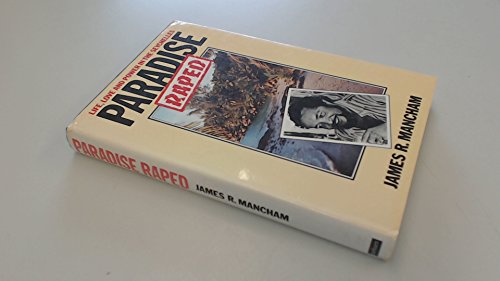 LIFE, LOVE AND POWER IN THE SEYCHELLES
PARADISE
RAPED
JAMES R. MANCHAM
PARADISE RAPED JAMES R. MANCHAM